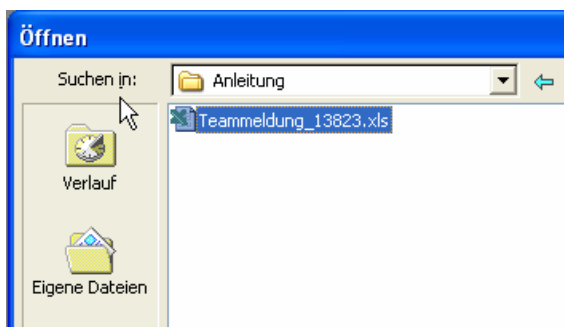 Öffnen
Suchen in: Anleitung
Teammeldung_13823.xls
Verlauf
Eigene Dateien